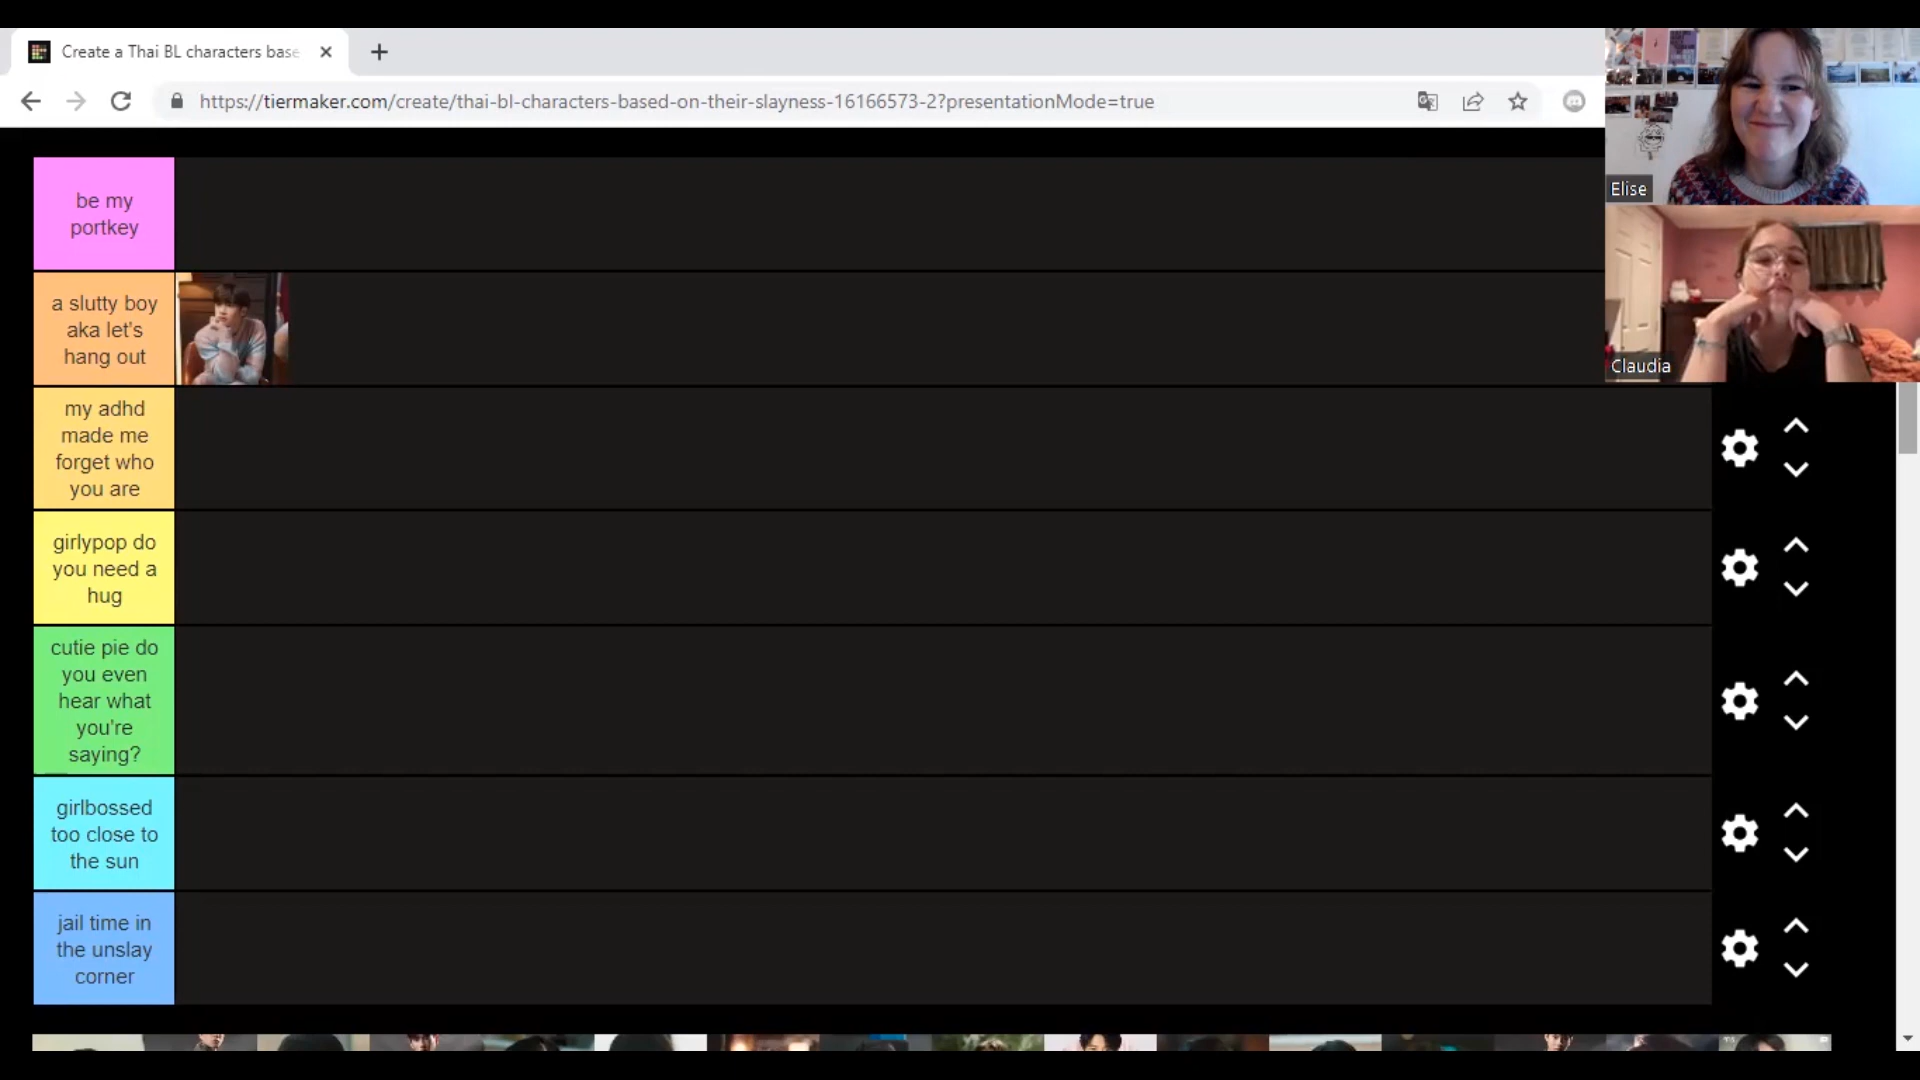 Create a Thai BL characters base
https://tiermaker.com/create/thai-bl-characters-based-on-their-slayness-16166573-2?presentationMode=true
Elise
Claudia
be my
portkey
a slutty boy
aka let's
hang out
my adhd
made me
forget who
you are
girlypop do
you need a
hug
cutie pie do
you even
hear what
you're
saying?
girlbossed
too close to
the sun
jail time in
the unslay
corner